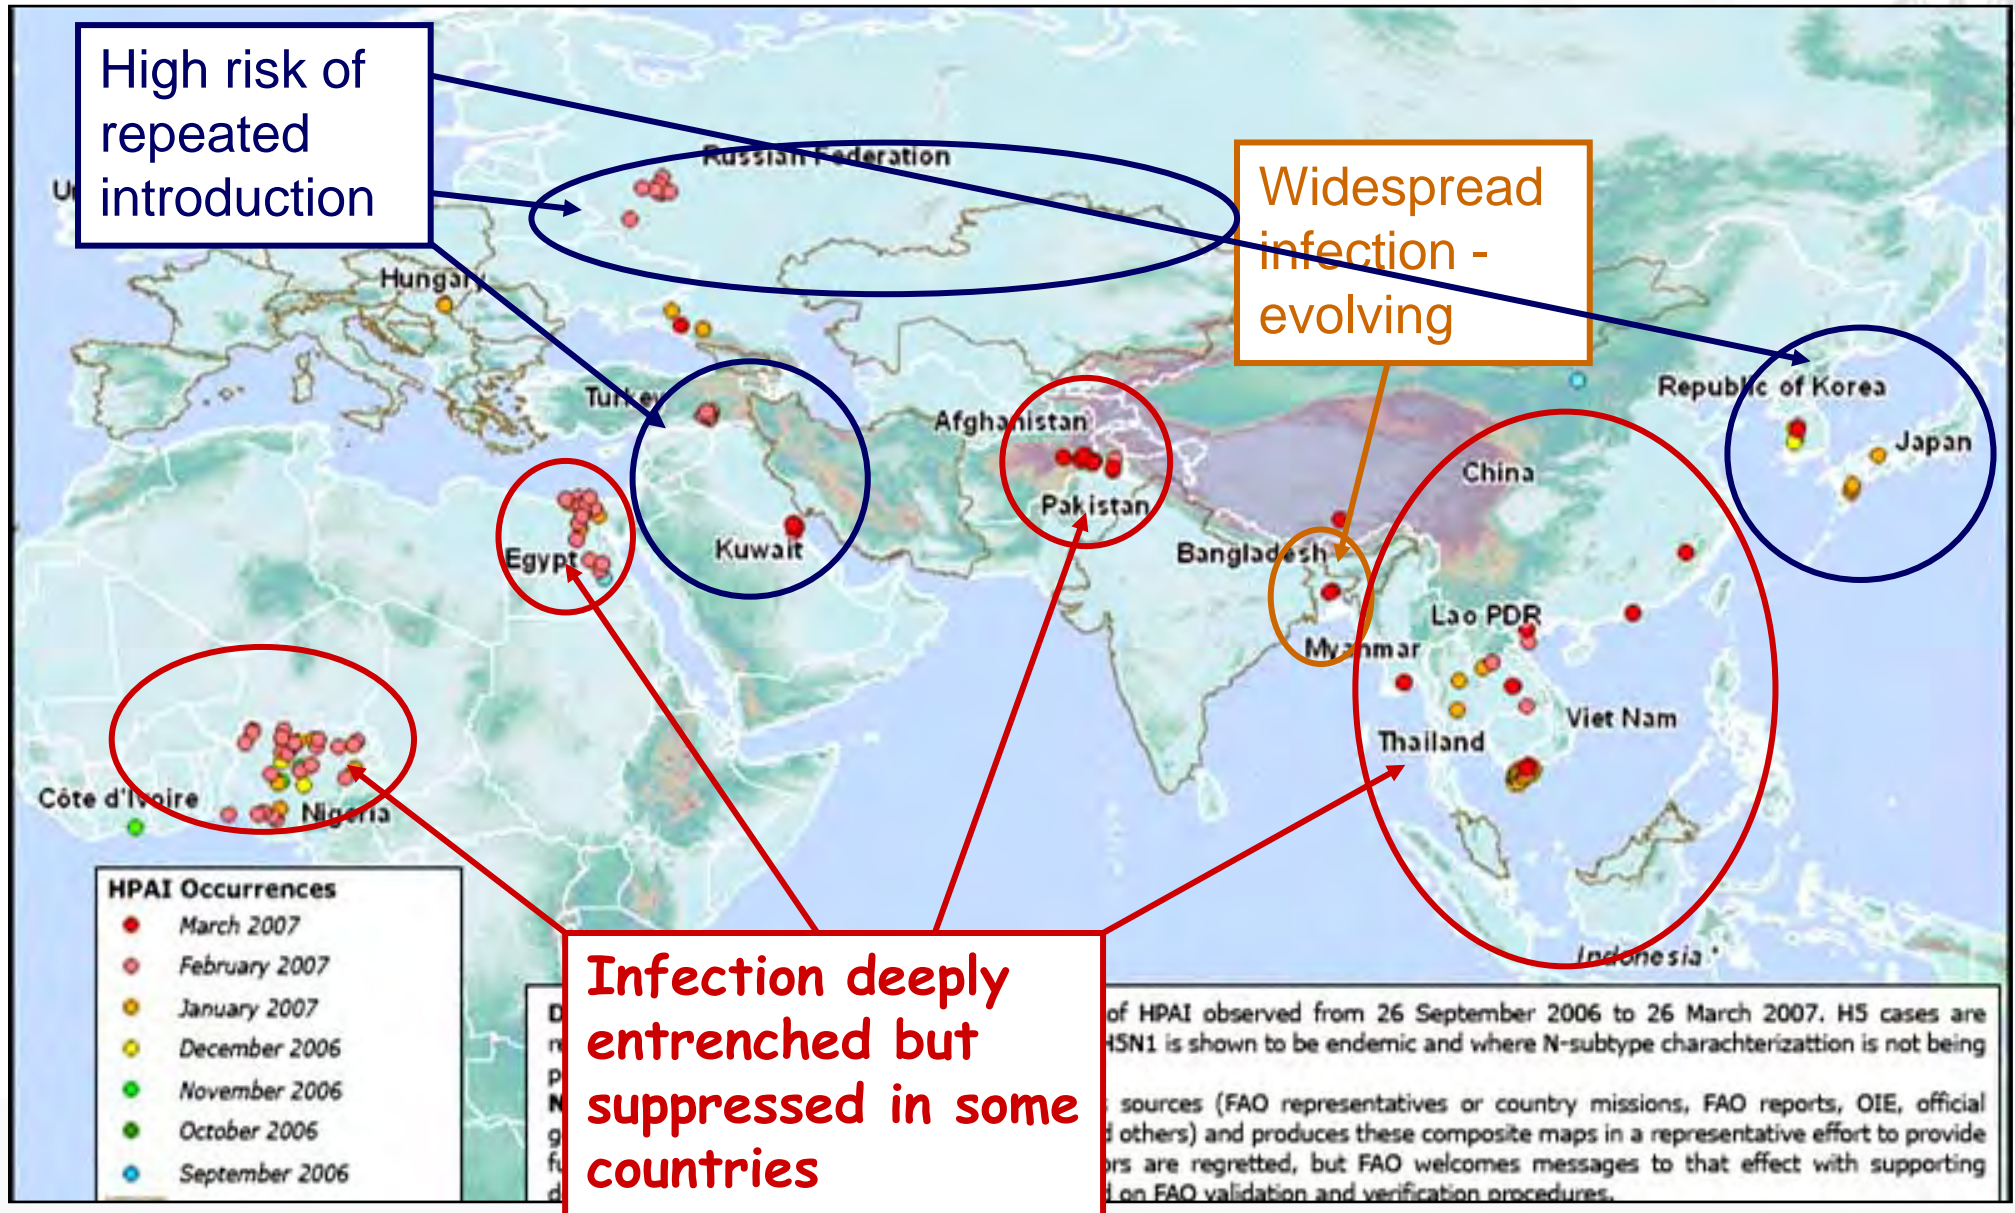 High risk of
repeated
introduction
Russian Federation
Widespread
infection -
evolving
Hungary
Turkey
Republic of Korea
Afghanistan
Japan
China
Pakistan
Egypt
Kuwait
Bangladesh
Lao PDR
Myanmar
Viet Nam
Thailand
Côte d'Ivoire
Nigeria
Indonesia *
HPAI Occurrences
March 2007
February 2007
January 2007
December 2006
November 2006
October 2006
September 2006
Infection deeply
entrenched but
suppressed in some
countries
of HPAI observed from 26 September 2006 to 26 March 2007. H5 cases are
H5N1 is shown to be endemic and where N-subtype charachterizattion is not being
sources (FAO representatives or country missions, FAO reports, OIE, official
others) and produces these composite maps in a representative effort to provide
are regretted, but FAO welcomes messages to that effect with supporting
on FAO validation and verification procedures.